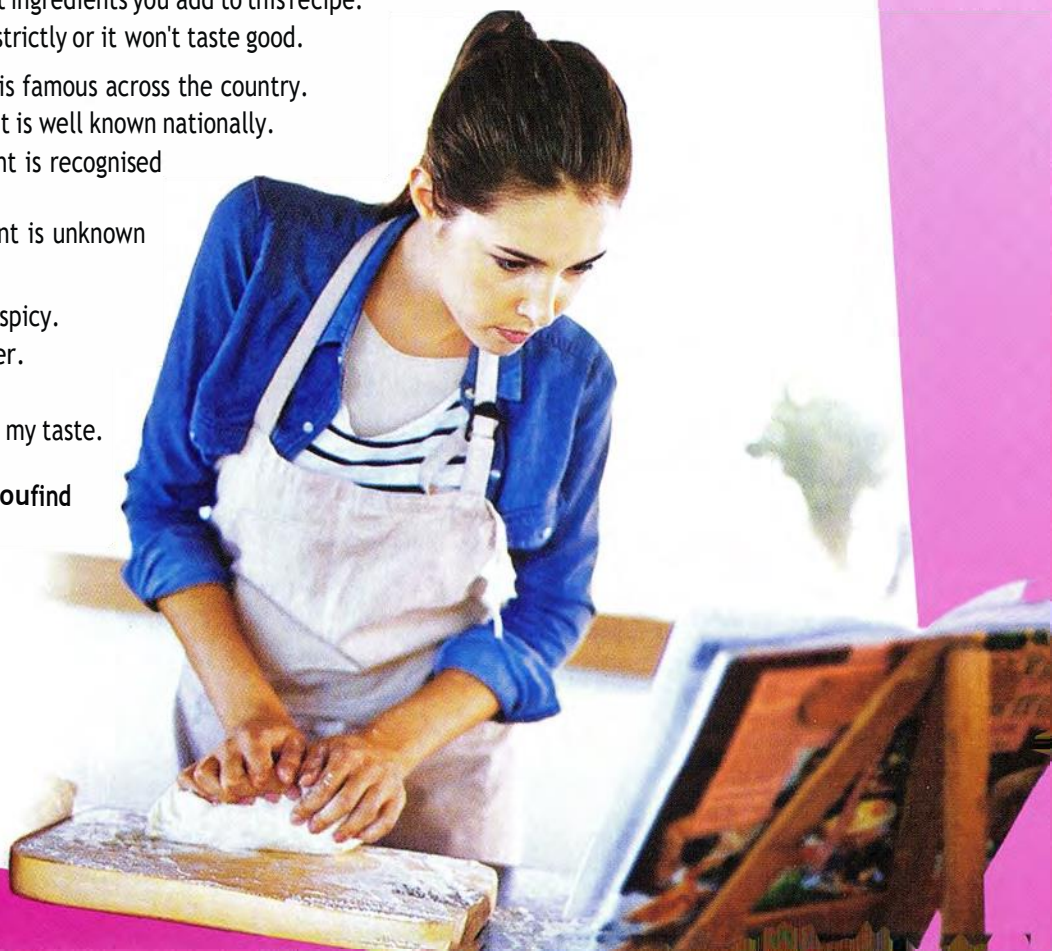 t ingredients you add to this recipe.
strictly or it won't taste good.
is famous across the country.
t is well known nationally.
nt is recognised
nt is unknown
spicy.
er.
my taste.
oufind